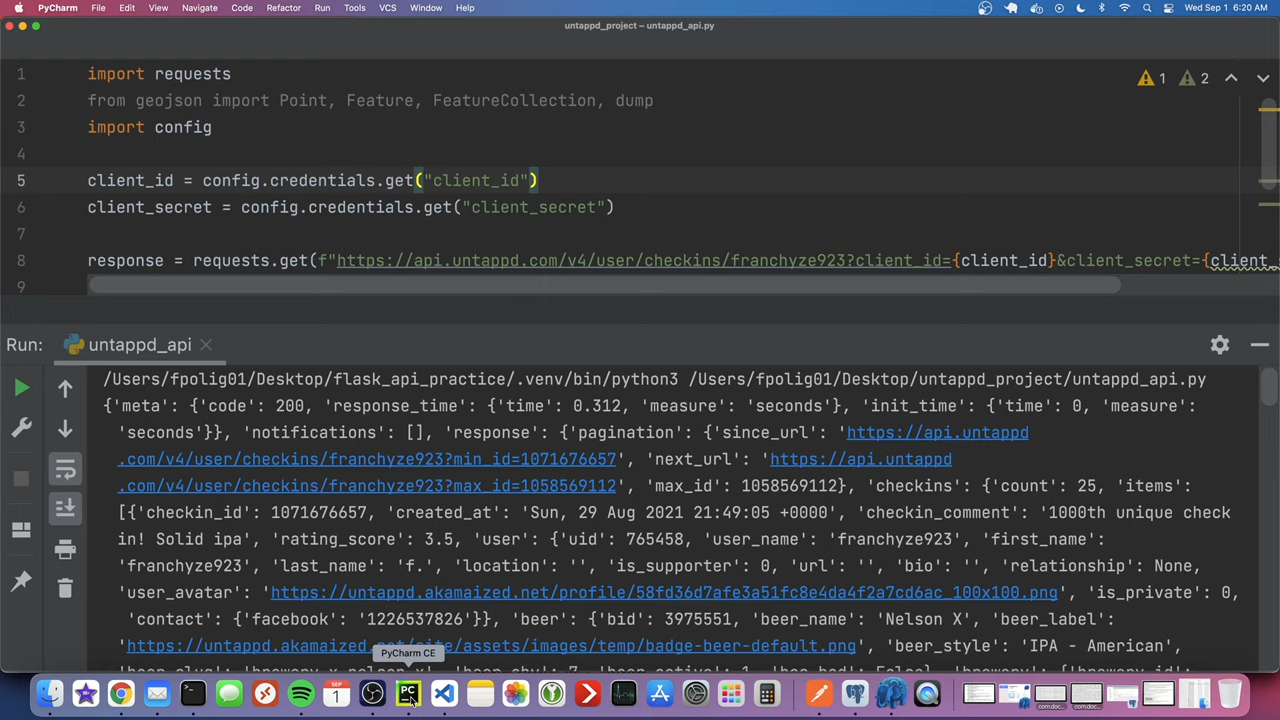 PyCharm File Edit View Navigate Code Refactor Run Tools VCS Window Help Wed Sep 1 6:20 AM
untappd_project – untappd_api.py
1 import requests
2 from geojson import Point, Feature, FeatureCollection, dump
3 import config
4
5 client_id = config.credentials.get("client_id")
6 client_secret = config.credentials.get("client_secret")
7
8 response = requests.get(f"https://api.untappd.com/v4/user/checkins/franchyze923?client_id={client_id}&client_secret={client_s
9
1 2
Run: untappd_api
/Users/fpolig01/Desktop/flask_api_practice/.venv/bin/python3 /Users/fpolig01/Desktop/untappd_project/untappd_api.py
{'meta': {'code': 200, 'response_time': {'time': 0.312, 'measure': 'seconds'}, 'init_time': {'time': 0, 'measure':
'seconds'}}, 'notifications': [], 'response': {'pagination': {'since_url': 'https://api.untappd
.com/v4/user/checkins/franchyze923?min_id=1071676657', 'next_url': 'https://api.untappd
.com/v4/user/checkins/franchyze923?max_id=1058569112', 'max_id': 1058569112}, 'checkins': {'count': 25, 'items':
[{'checkin_id': 1071676657, 'created_at': 'Sun, 29 Aug 2021 21:49:05 +0000', 'checkin_comment': '1000th unique check
in! Solid ipa', 'rating_score': 3.5, 'user': {'uid': 765458, 'user_name': 'franchyze923', 'first_name':
'franchyze923', 'last_name': 'f.', 'location': '', 'is_supporter': 0, 'url': '', 'bio': '', 'relationship': None,
'user_avatar': 'https://untappd.akamaized.net/profile/58fd36d7afe3a51fc8e4da4f2a7cd6ac_100x100.png', 'is_private': 0,
'contact': {'facebook': '1226537826'}}, 'beer': {'bid': 3975551, 'beer_name': 'Nelson X', 'beer_label':
'https://untappd.akamaized.net/site/assets/images/temp/badge-beer-default.png', 'beer_style': 'IPA - American',
PyCharm CE
SEP
1
PC